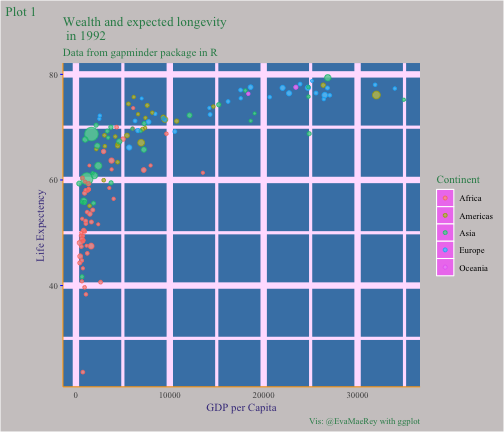 Plot 1
Wealth and expected longevity
in 1992
Data from gapminder package in R
80
60
40
Life Expectency
0
10000
20000
30000
GDP per Capita
Continent
Africa
Americas
Asia
Europe
Oceania
Vis: @EvaMaeRey with ggplot